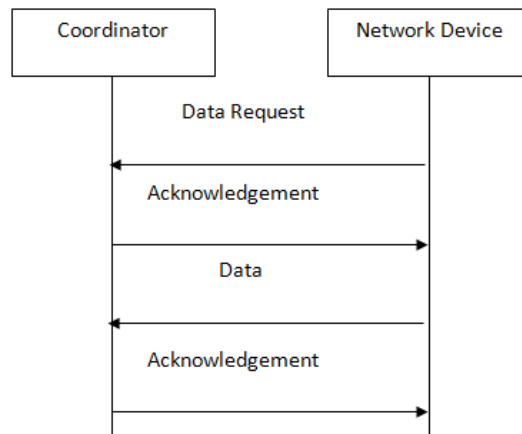 Coordinator
Network Device
Data Request
Acknowledgement
Data
Acknowledgement